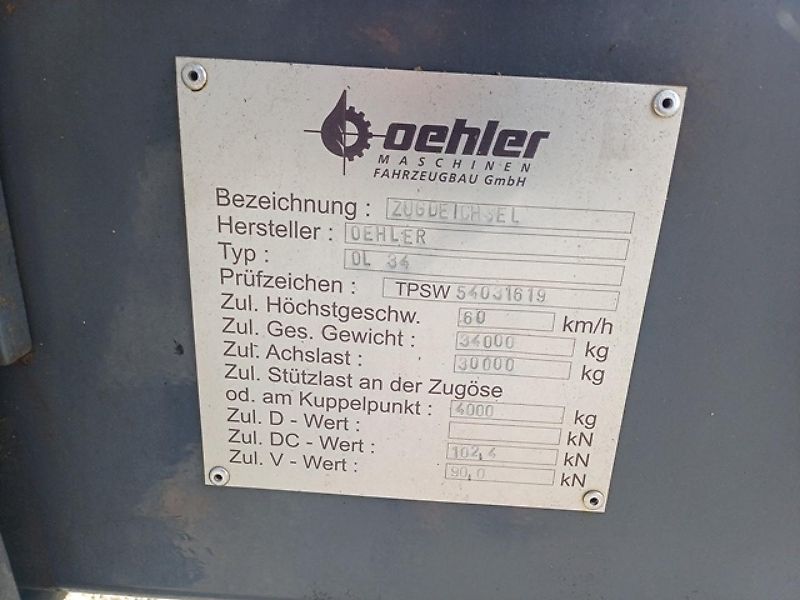 oehler
MASCHINEN
FAHRZEUGBAU GmbH
Bezeichnung : ZUGDEICHSEL
Hersteller : OEHLER
Typ : OL 34
Prüfzeichen : TPSW 54031619
Zul. Höchstgeschw. 60 km/h
Zul. Ges. Gewicht : 34000 kg
Zul. Achslast : 30000 kg
Zul. Stützlast an der Zugöse
od. am Kuppelpunkt : 4000 kg
Zul. D - Wert : kN
Zul. DC - Wert : 102,4 kN
Zul. V - Wert : 90,0 kN